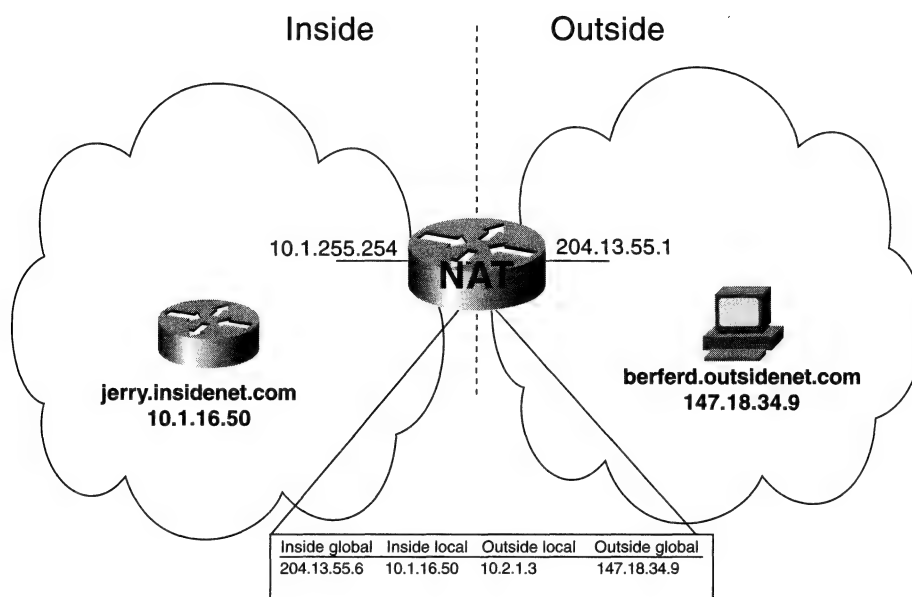 Inside Outside
10.1.255.254 NAT 204.13.55.1
jerry.insidenet.com
10.1.16.50
berferd.outsidenet.com
147.18.34.9
Inside global Inside local Outside local Outside global
204.13.55.6 10.1.16.50 10.2.1.3 147.18.34.9